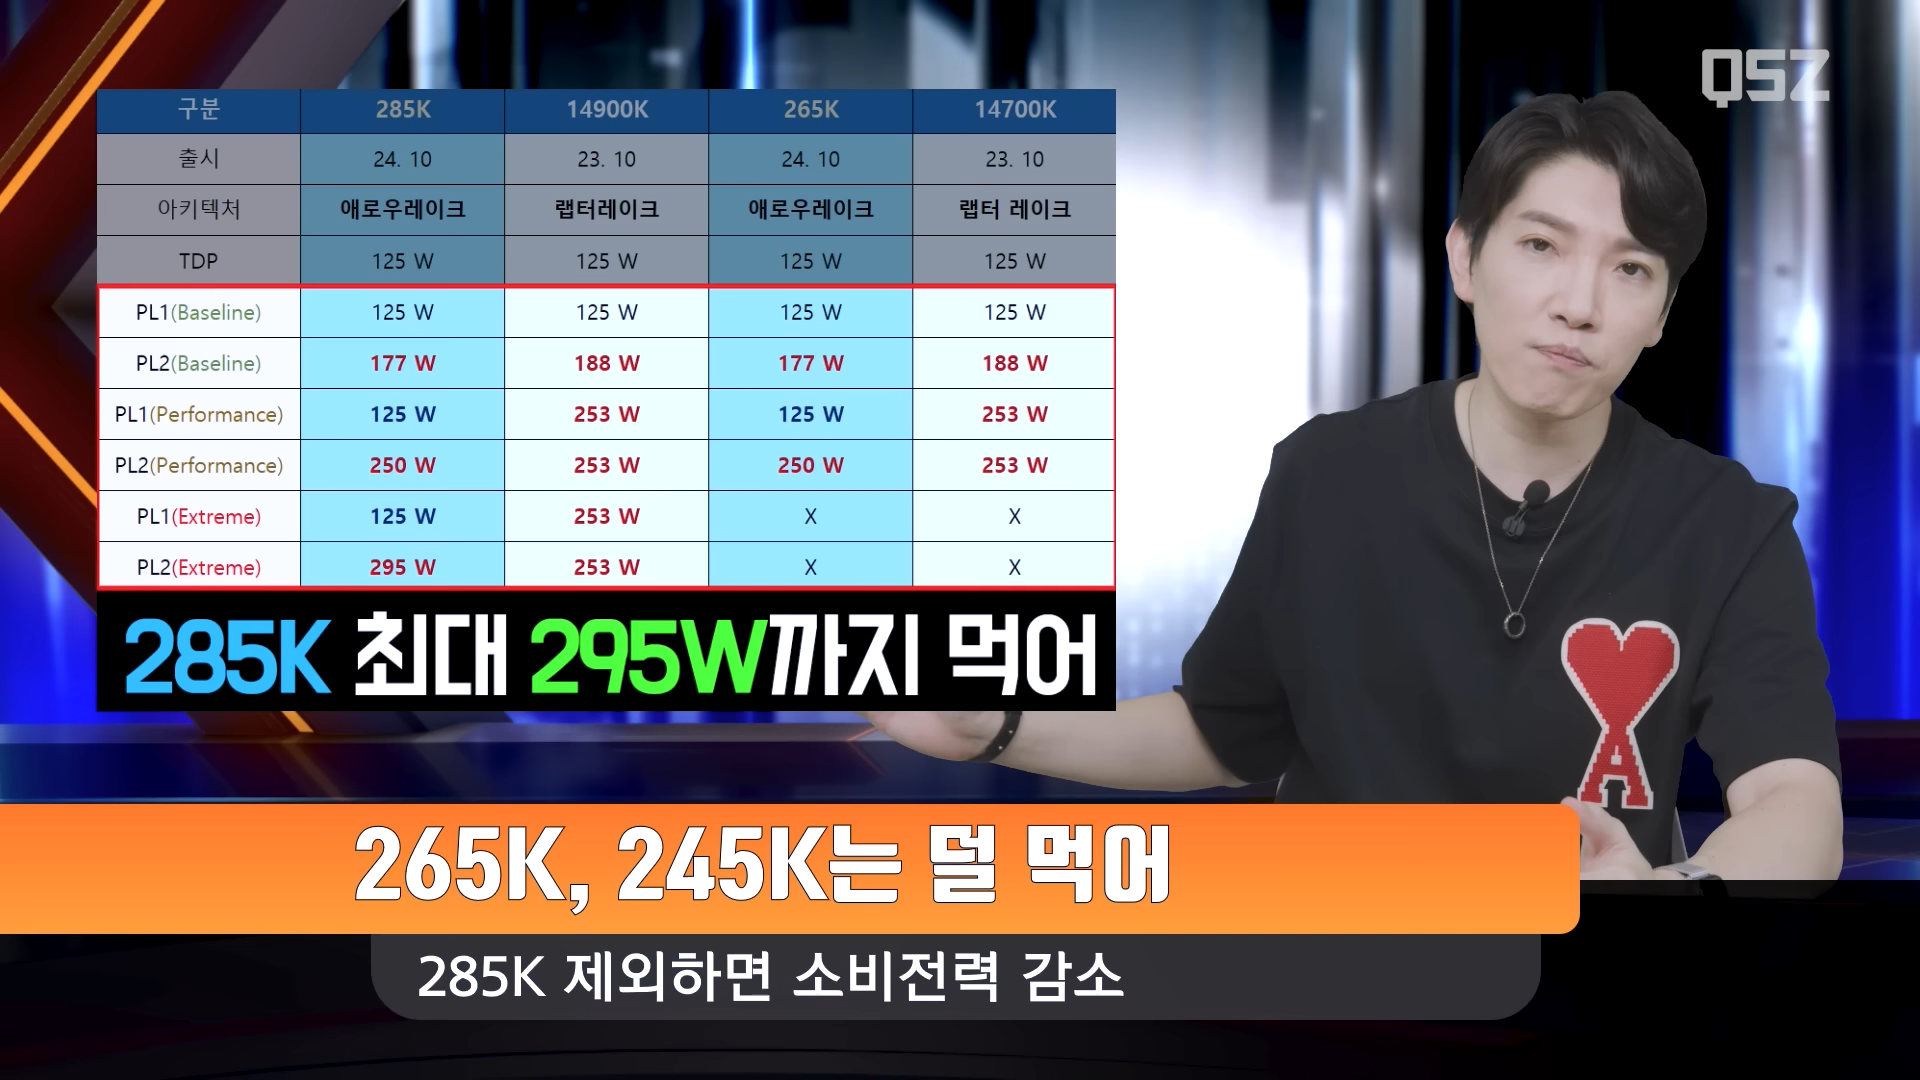 QSZ
구분 285K 14900K 265K 14700K
출시 24. 10 23. 10 24. 10 23. 10
아키텍처 애로우레이크 랩터레이크 애로우레이크 랩터 레이크
TDP 125 W 125 W 125 W 125 W
PL1(Baseline) 125 W 125 W 125 W 125 W
PL2(Baseline) 177 W 188 W 177 W 188 W
PL1(Performance) 125 W 253 W 125 W 253 W
PL2(Performance) 250 W 253 W 250 W 253 W
PL1(Extreme) 125 W 253 W X X
PL2(Extreme) 295 W 253 W X X
285K 최대 295W까지 먹어
A
265K, 245K는 덜 먹어
285K 제외하면 소비전력 감소